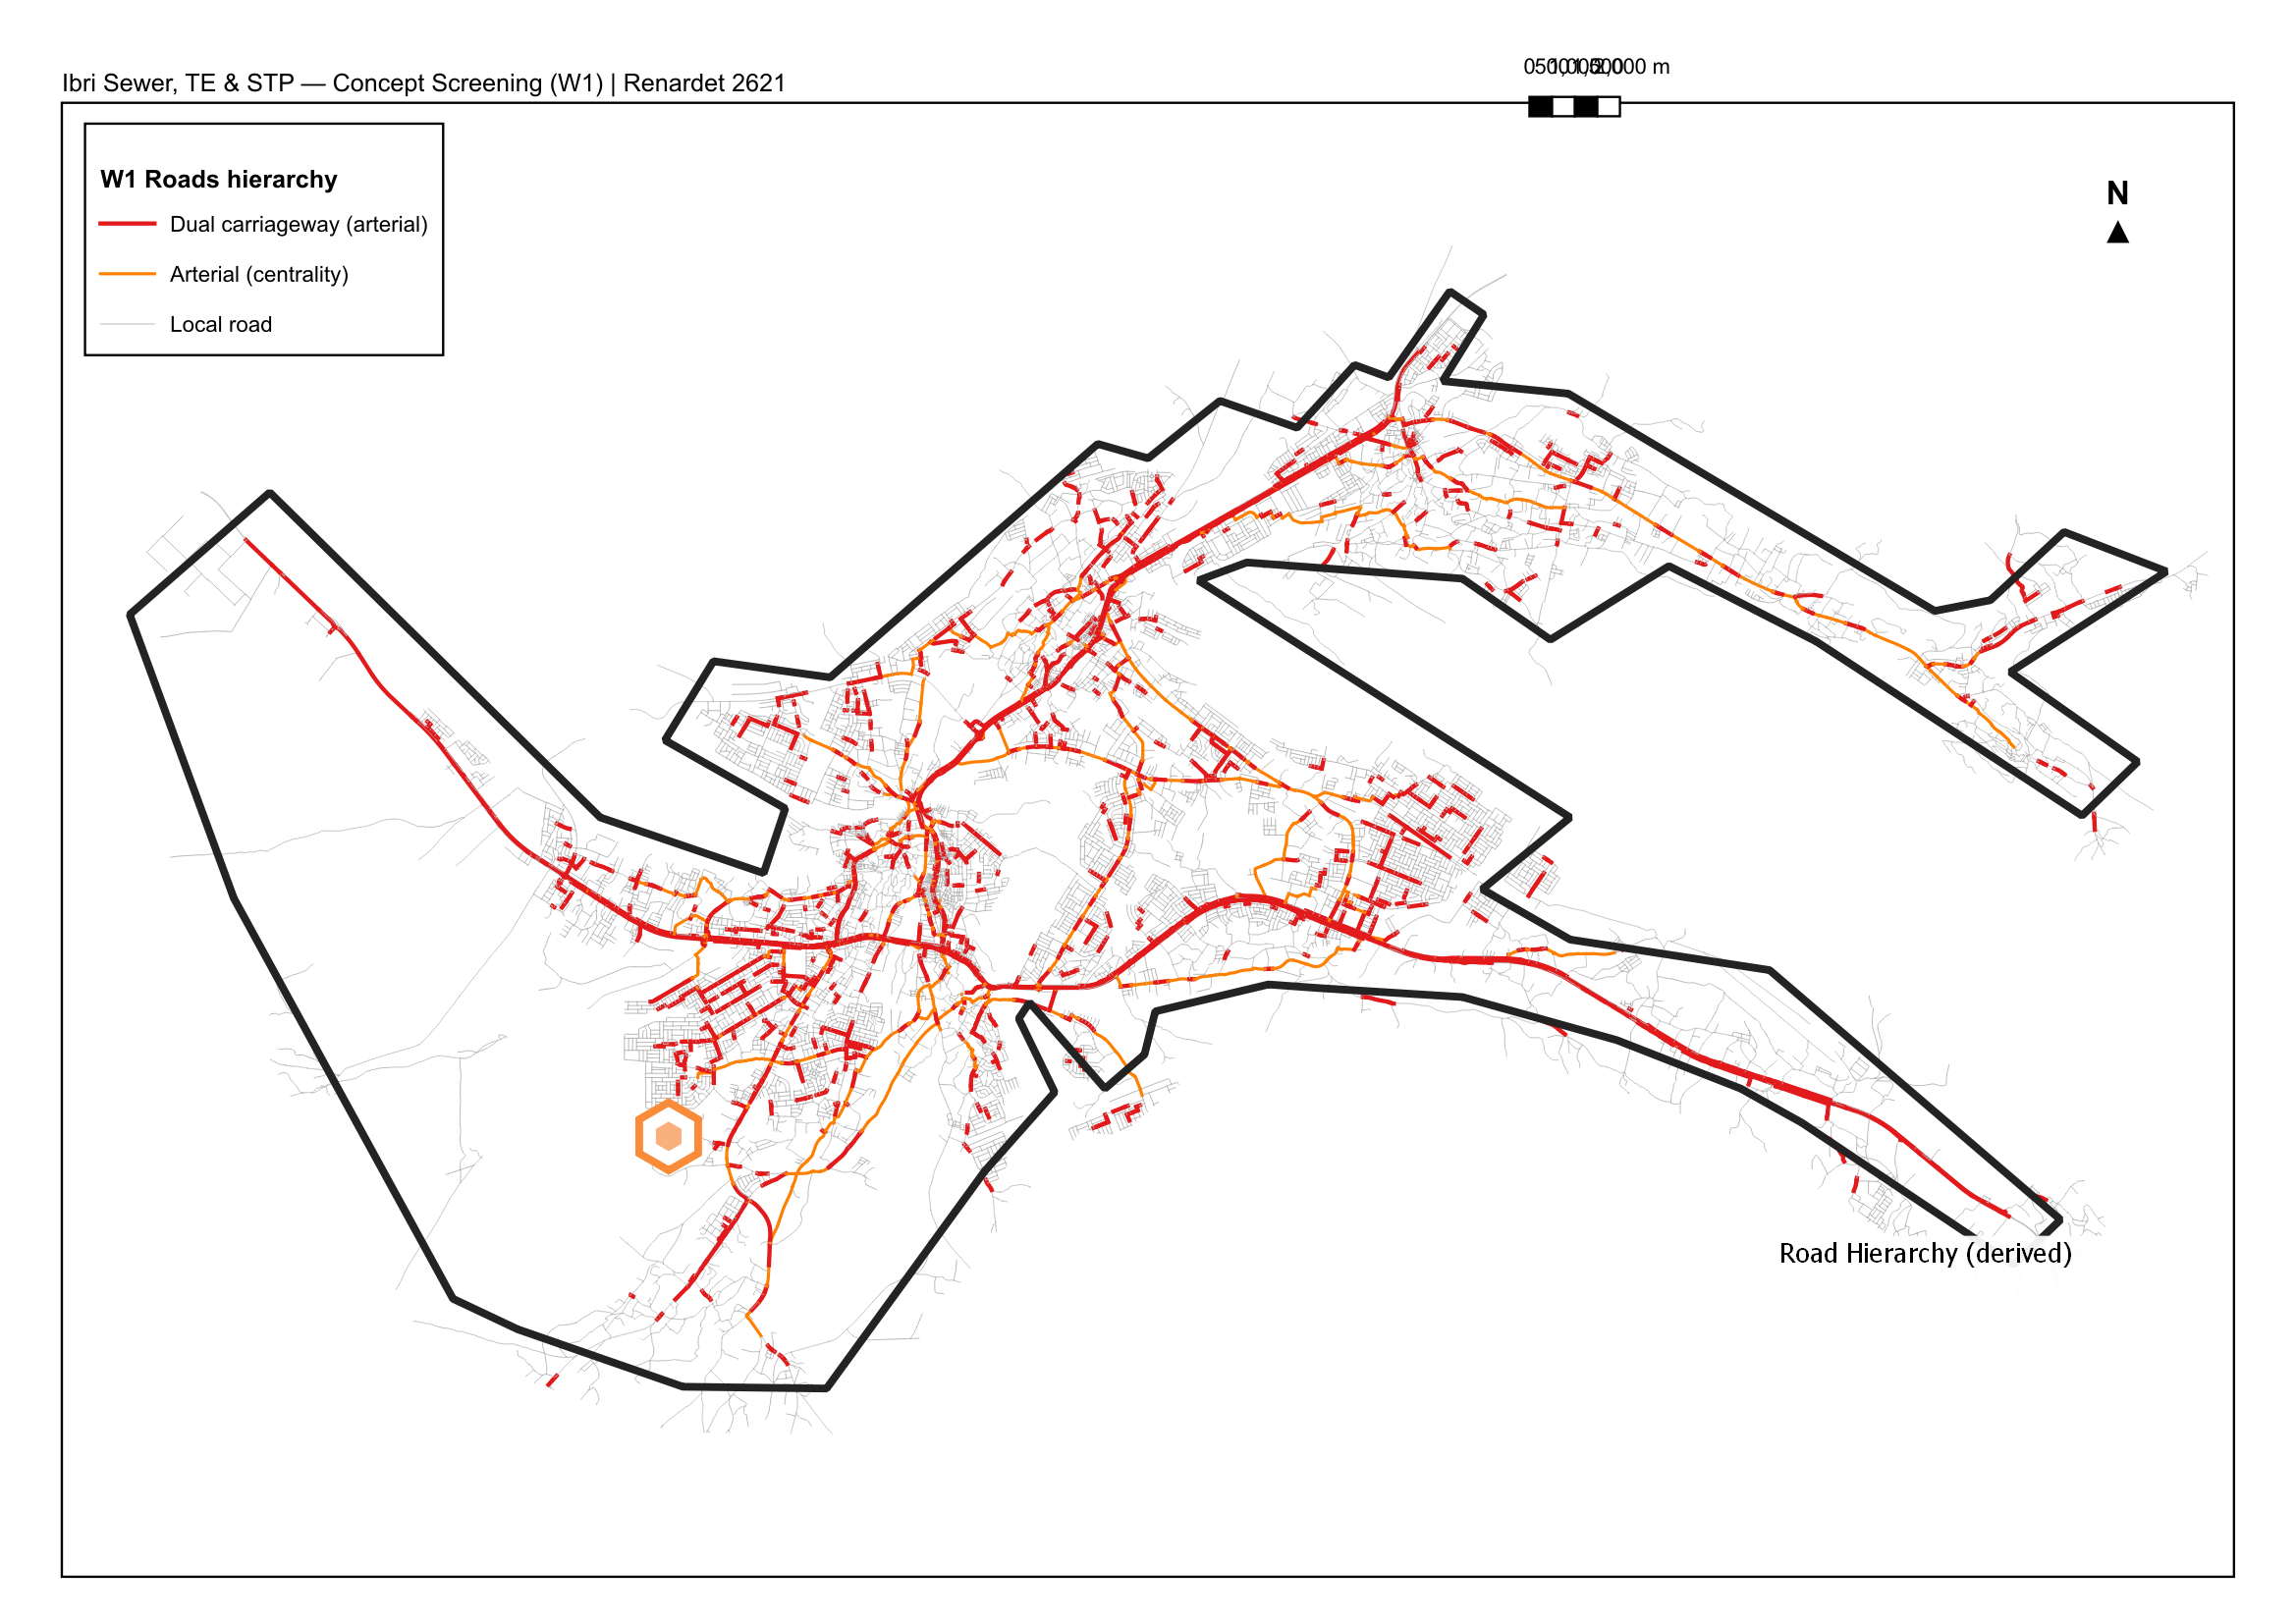 Ibri Sewer, TE & STP — Concept Screening (W1) | Renardet 2621
W1 Roads hierarchy
Dual carriageway (arterial)
Arterial (centrality)
Local road
N
Road Hierarchy (derived)